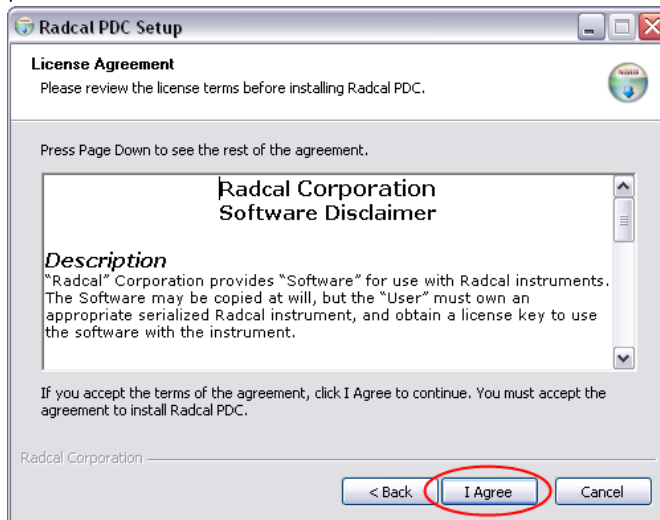 Radcal PDC Setup
License Agreement
Please review the license terms before installing Radcal PDC.
Press Page Down to see the rest of the agreement.
Radcal Corporation
Software Disclaimer
Description
"Radcal" Corporation provides "Software" for use with Radcal instruments.
The Software may be copied at will, but the "User" must own an
appropriate serialized Radcal instrument, and obtain a license key to use
the software with the instrument.
If you accept the terms of the agreement, click I Agree to continue. You must accept the
agreement to install Radcal PDC.
Radcal Corporation
< Back I Agree Cancel